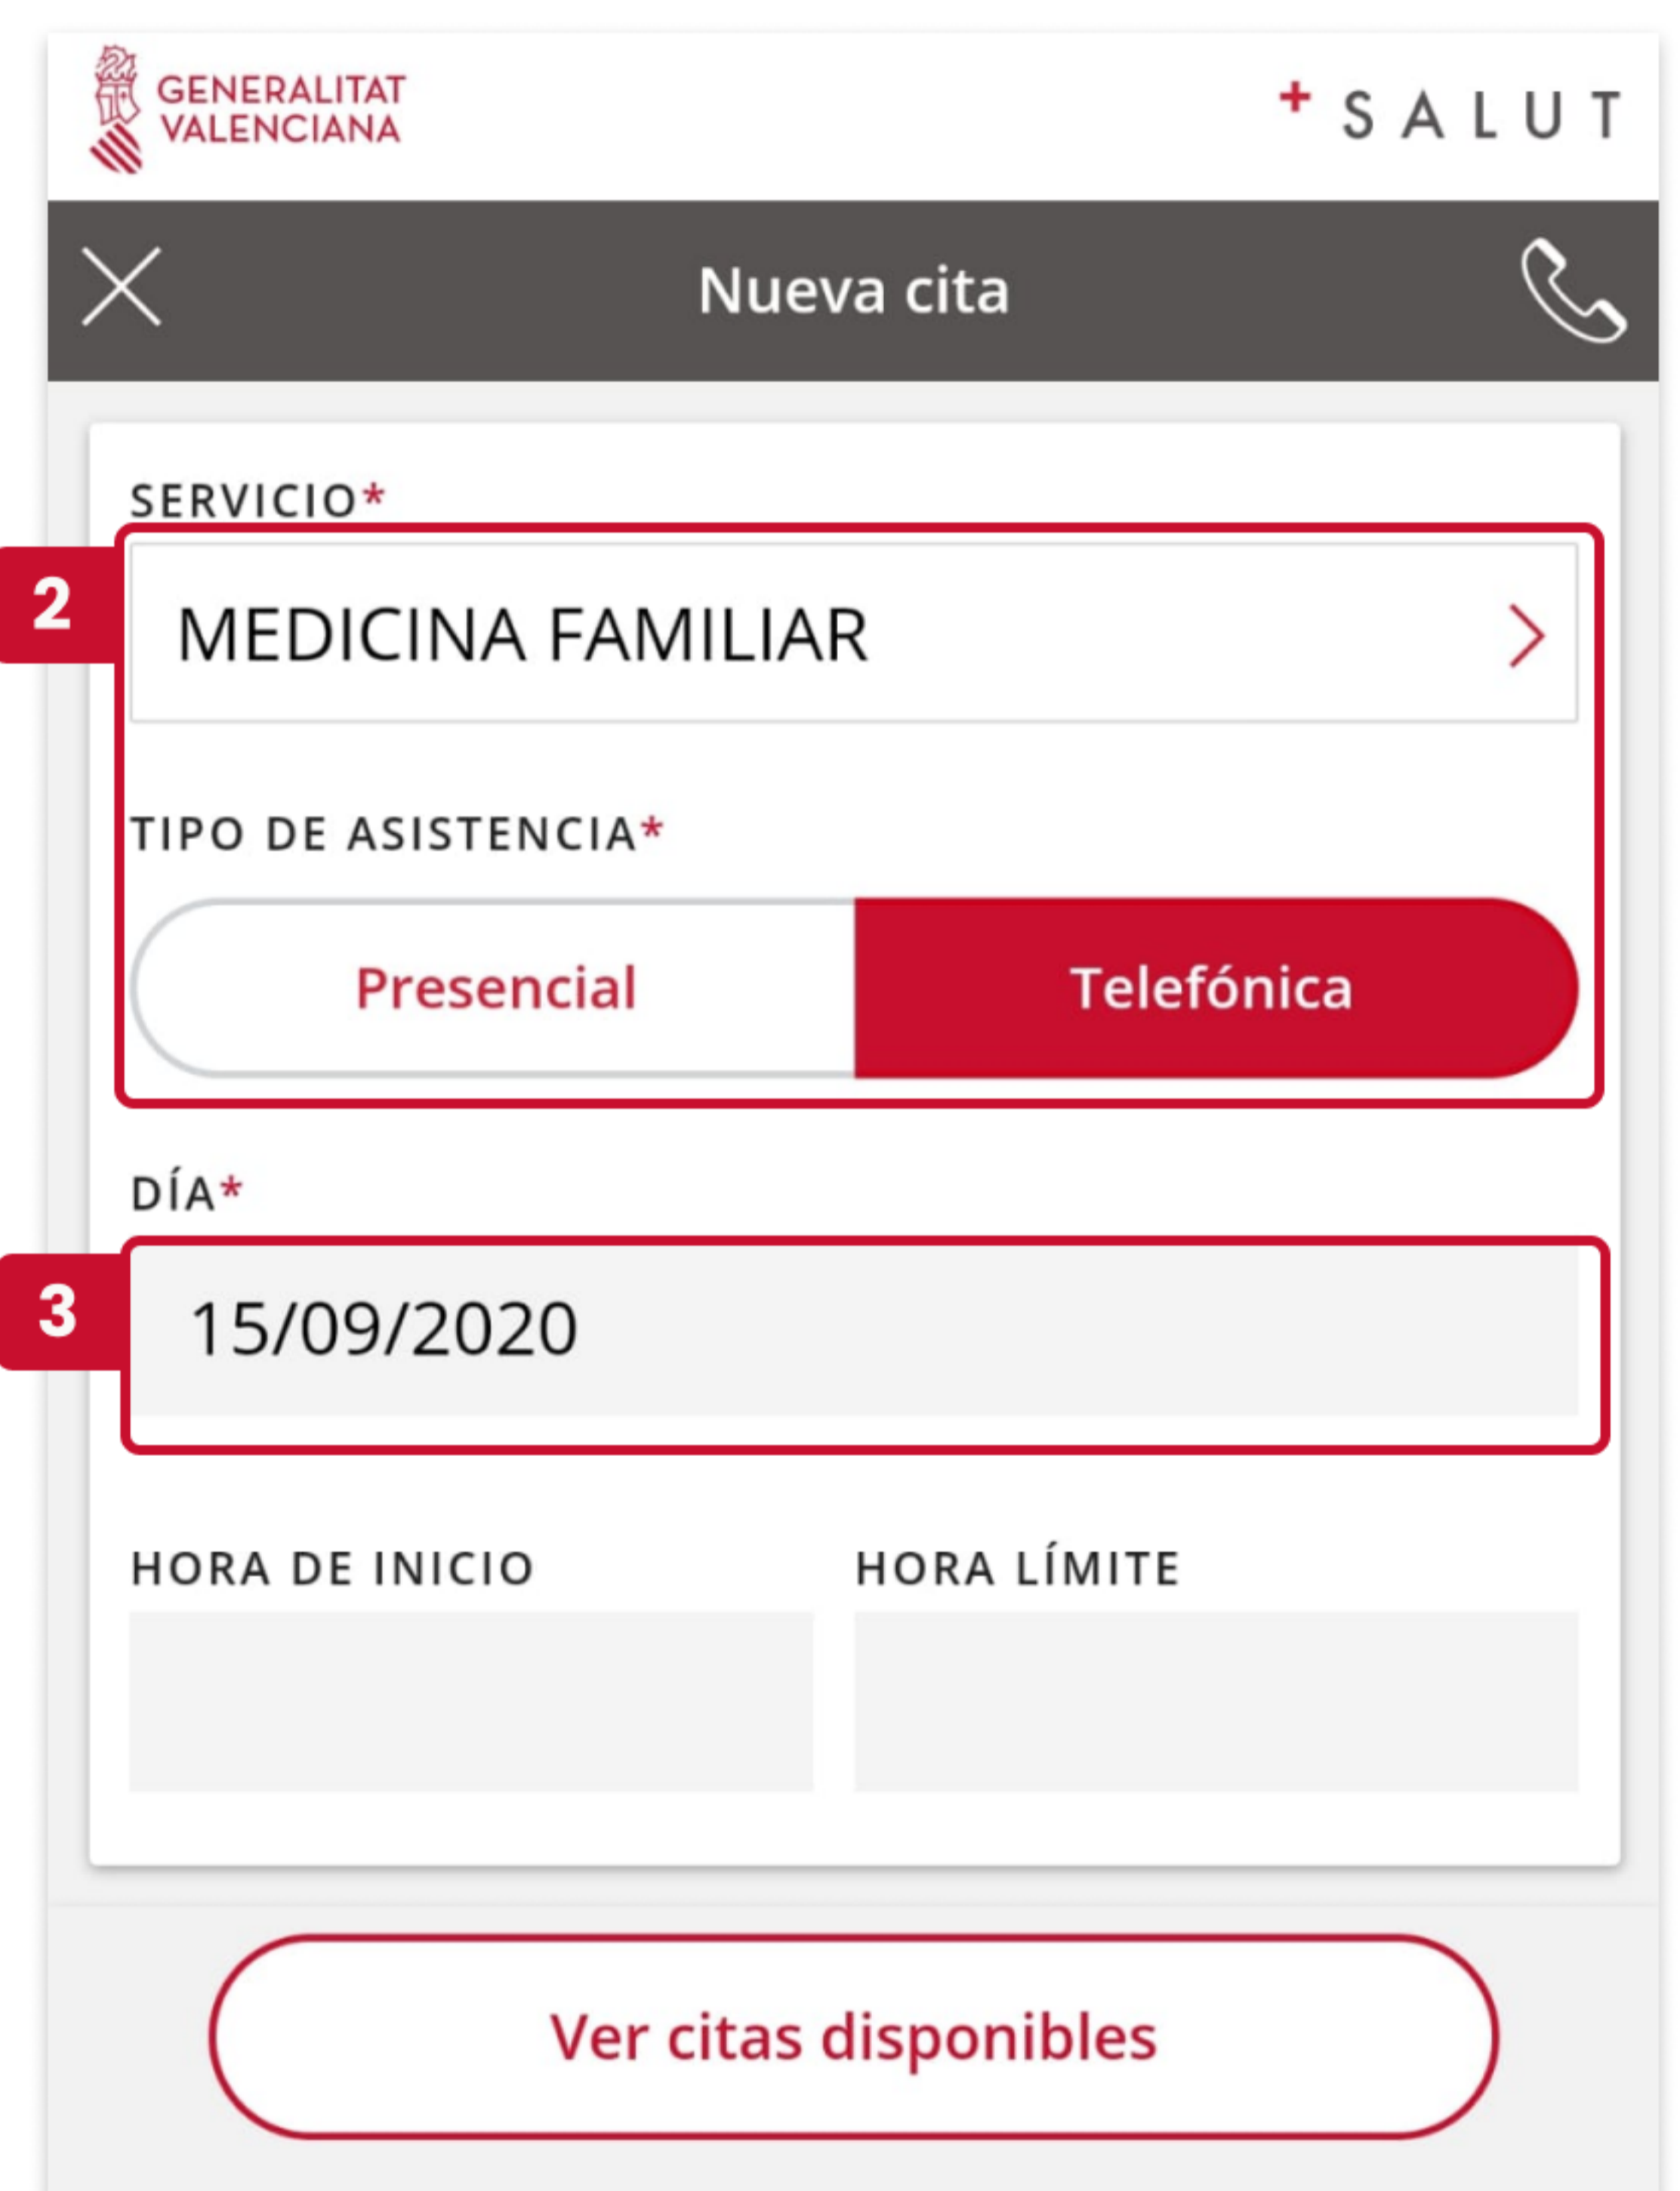 GENERALITAT
VALENCIANA
+ SALUT
Nueva cita
SERVICIO*
2
MEDICINA FAMILIAR
TIPO DE ASISTENCIA*
Presencial Telefónica
DÍA*
3
15/09/2020
HORA DE INICIO HORA LÍMITE
Ver citas disponibles